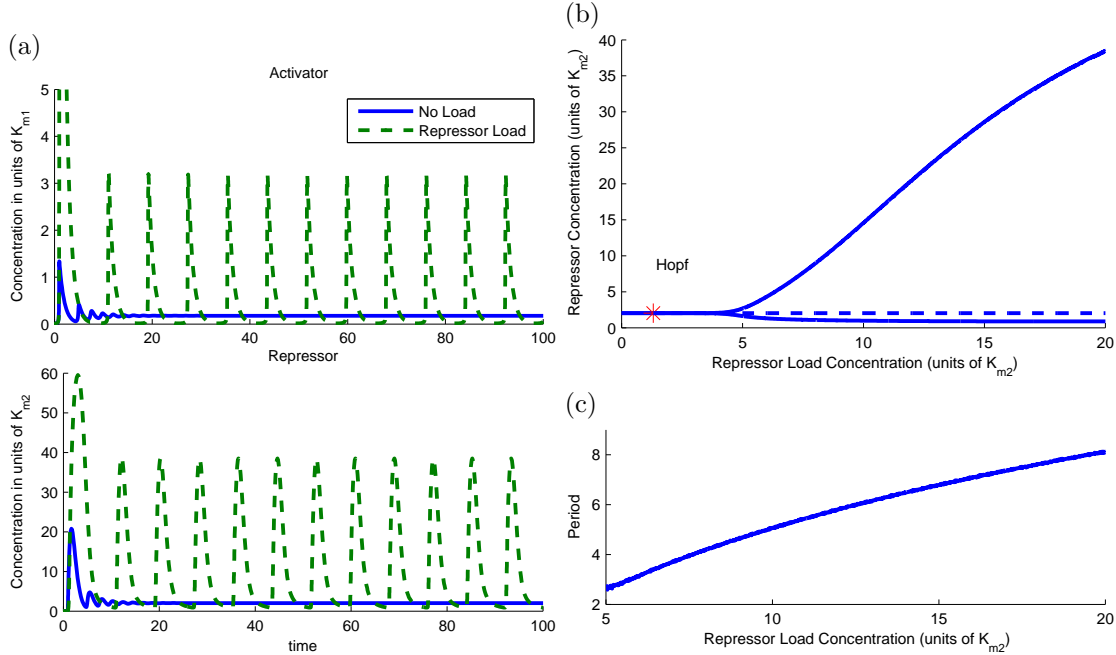 (a)
Activator
Concentration in units of K_m1
5
4
3
2
1
0
No Load
Repressor Load
0 20 40 60 80 100
Repressor
Concentration in units of K_m2
60
50
40
30
20
10
0
0 20 40 60 80 100
time
(b)
Repressor Concentration (units of K_m2)
40
35
30
25
20
15
10
5
0
Hopf
0 5 10 15 20
Repressor Load Concentration (units of K_m2)
(c)
Period
8
6
4
2
5 10 15 20
Repressor Load Concentration (units of K_m2)